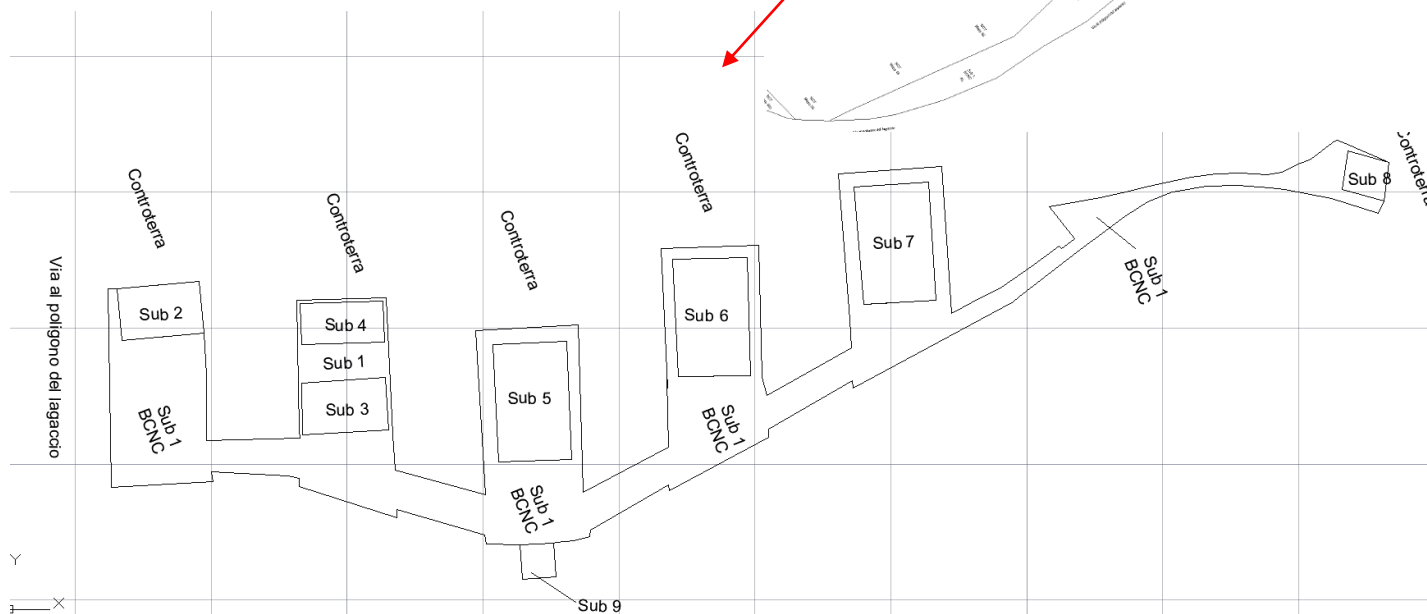 Controterra
Controterra
Controterra
Controterra
Controterra
Via al poligono del lagaccio
Sub 2
Sub 1
BCNC
Sub 4
Sub 1
Sub 3
Sub 5
Sub 1
BCNC
Sub 9
Sub 6
Sub 1
BCNC
Sub 7
Sub 1
BCNC
Sub 8
Y
X